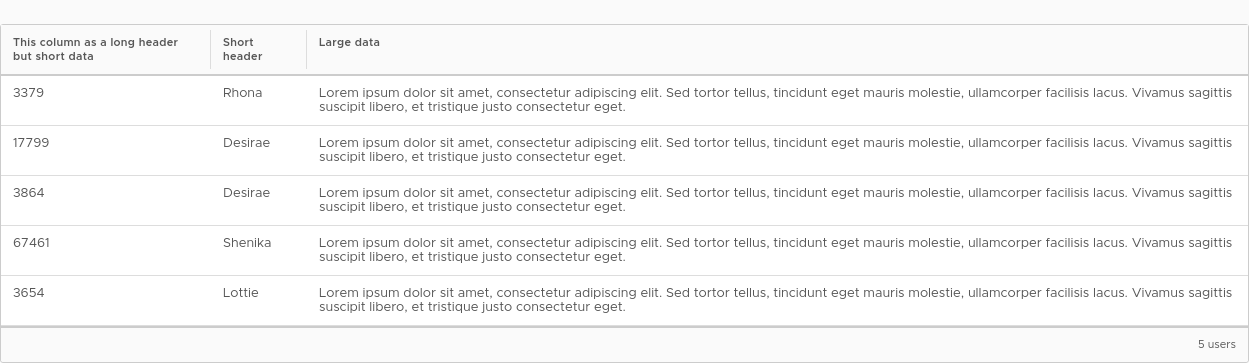 This column as a long header
but short data
Short
header
Large data
3379
Rhona
Lorem ipsum dolor sit amet, consectetur adipiscing elit. Sed tortor tellus, tincidunt eget mauris molestie, ullamcorper facilisis lacus. Vivamus sagittis
suscipit libero, et tristique justo consectetur eget.
17799
Desirae
Lorem ipsum dolor sit amet, consectetur adipiscing elit. Sed tortor tellus, tincidunt eget mauris molestie, ullamcorper facilisis lacus. Vivamus sagittis
suscipit libero, et tristique justo consectetur eget.
3864
Desirae
Lorem ipsum dolor sit amet, consectetur adipiscing elit. Sed tortor tellus, tincidunt eget mauris molestie, ullamcorper facilisis lacus. Vivamus sagittis
suscipit libero, et tristique justo consectetur eget.
67461
Shenika
Lorem ipsum dolor sit amet, consectetur adipiscing elit. Sed tortor tellus, tincidunt eget mauris molestie, ullamcorper facilisis lacus. Vivamus sagittis
suscipit libero, et tristique justo consectetur eget.
3654
Lottie
Lorem ipsum dolor sit amet, consectetur adipiscing elit. Sed tortor tellus, tincidunt eget mauris molestie, ullamcorper facilisis lacus. Vivamus sagittis
suscipit libero, et tristique justo consectetur eget.
5 users